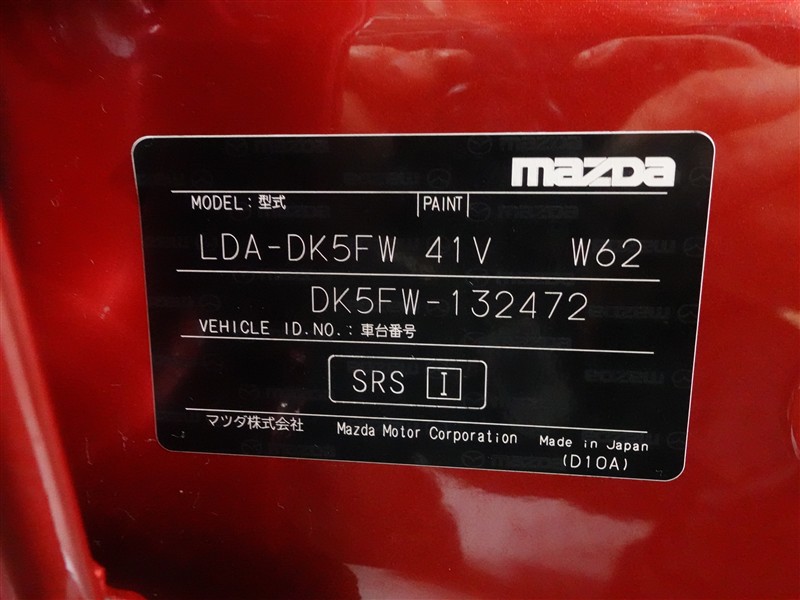 mazda
MODEL：型式 PAINT
LDA-DK5FW 41V W62
DK5FW-132472
VEHICLE ID.NO.：車台番号
SRS I
マツダ株式会社 Mazda Motor Corporation Made in Japan
(D10A)